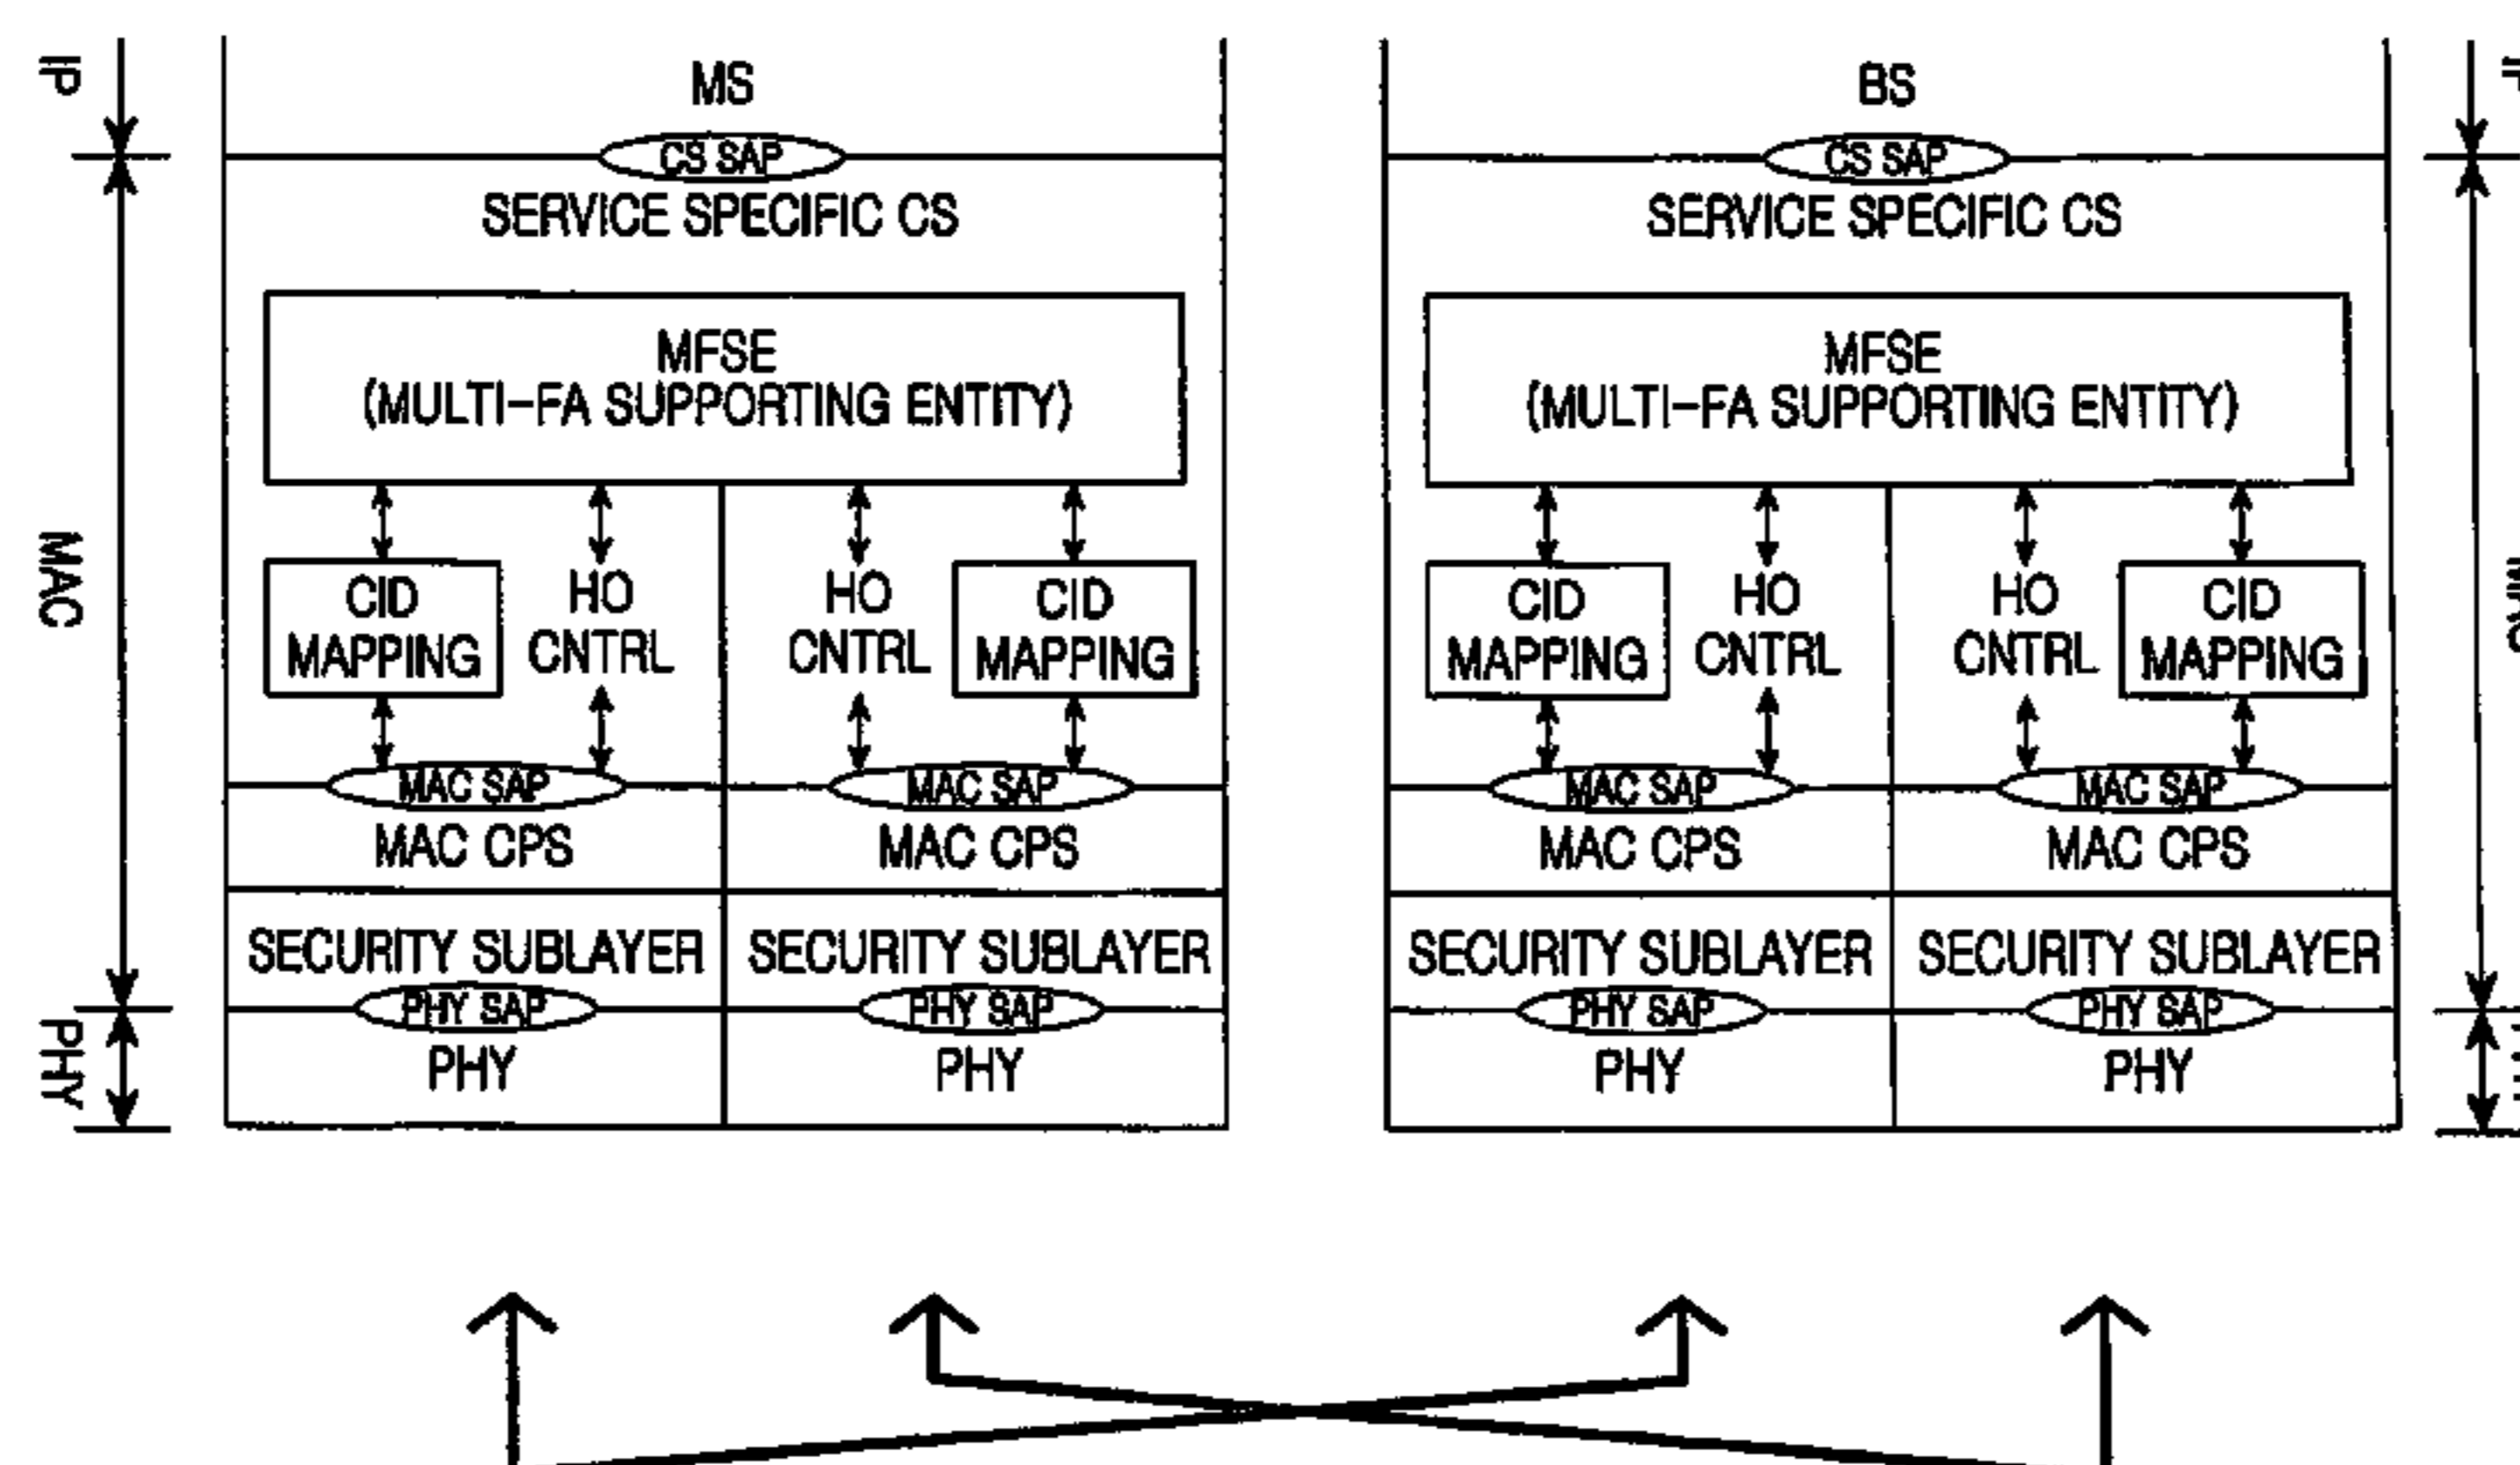 IP
MAC
PHY
MS
CS SAP
SERVICE SPECIFIC CS
MFSE
(MULTI-FA SUPPORTING ENTITY)
CID
MAPPING
HO
CNTRL
HO
CNTRL
CID
MAPPING
MAC SAP
MAC SAP
MAC CPS
MAC CPS
SECURITY SUBLAYER
SECURITY SUBLAYER
PHY SAP
PHY SAP
PHY
PHY
BS
CS SAP
SERVICE SPECIFIC CS
MFSE
(MULTI-FA SUPPORTING ENTITY)
CID
MAPPING
HO
CNTRL
HO
CNTRL
CID
MAPPING
MAC SAP
MAC SAP
MAC CPS
MAC CPS
SECURITY SUBLAYER
SECURITY SUBLAYER
PHY SAP
PHY SAP
PHY
PHY